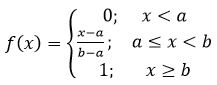 0;  x < a
f(x) = { (x−a)/(b−a);  a ≤ x < b
1;  x ≥ b